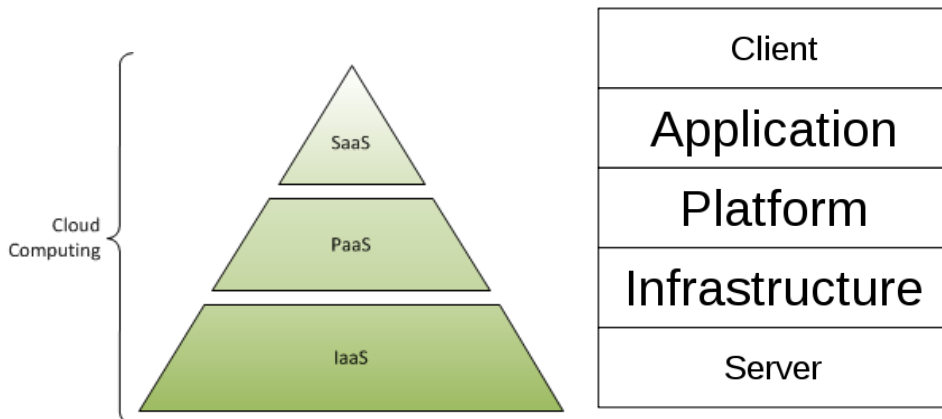 Cloud
Computing
SaaS
PaaS
IaaS
Client
Application
Platform
Infrastructure
Server